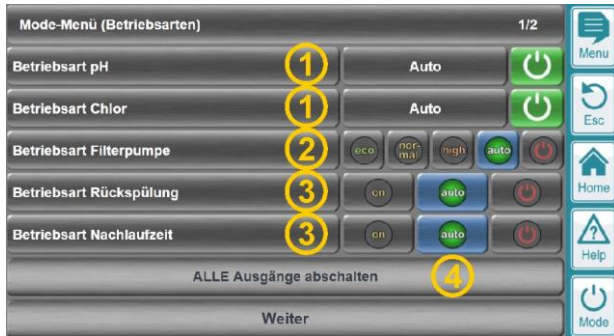 Mode-Menü (Betriebsarten) 1/2
Menu
Betriebsart pH 1 Auto
Betriebsart Chlor 1 Auto
Esc
Betriebsart Filterpumpe 2 eco nor-mal high auto
Home
Betriebsart Rückspülung 3 on auto
Betriebsart Nachlaufzeit 3 on auto
Help
ALLE Ausgänge abschalten 4
Weiter
Mode